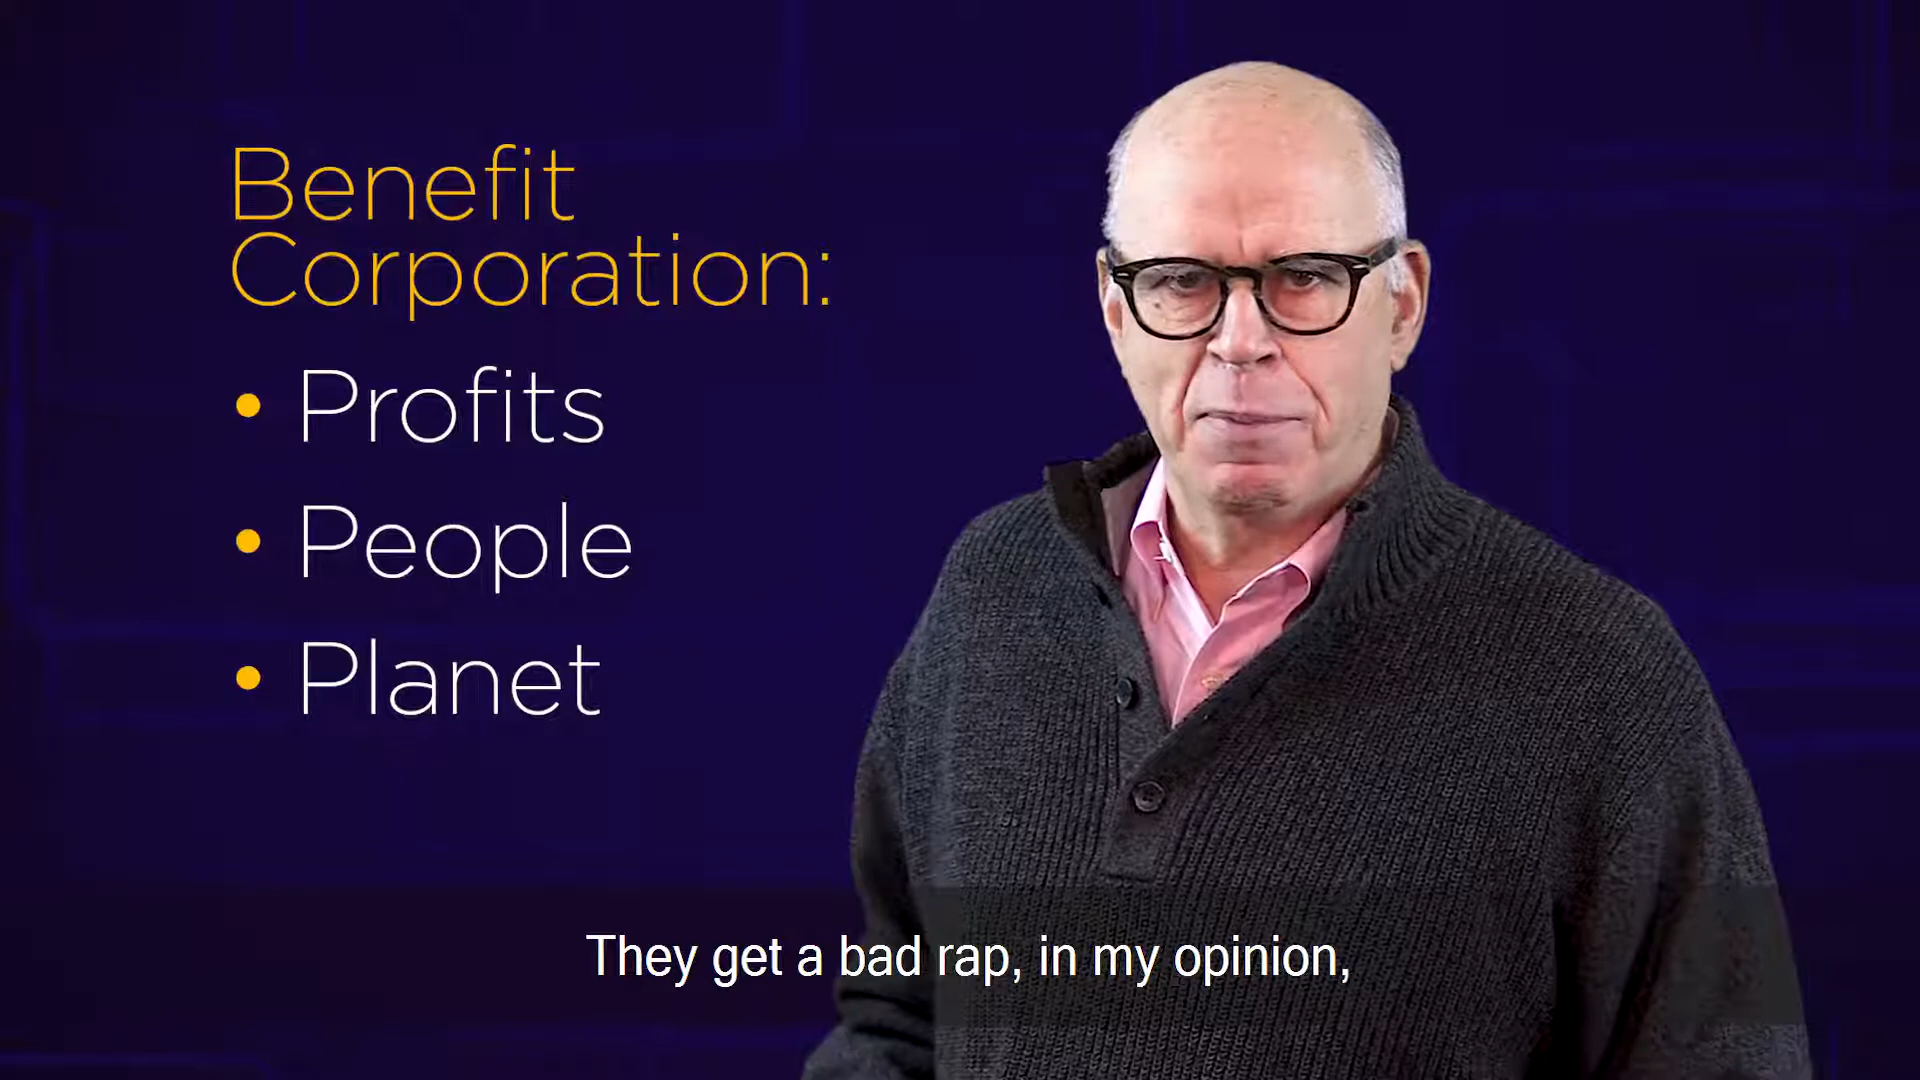 Benefit
Corporation:
• Profits
• People
• Planet
They get a bad rap, in my opinion,